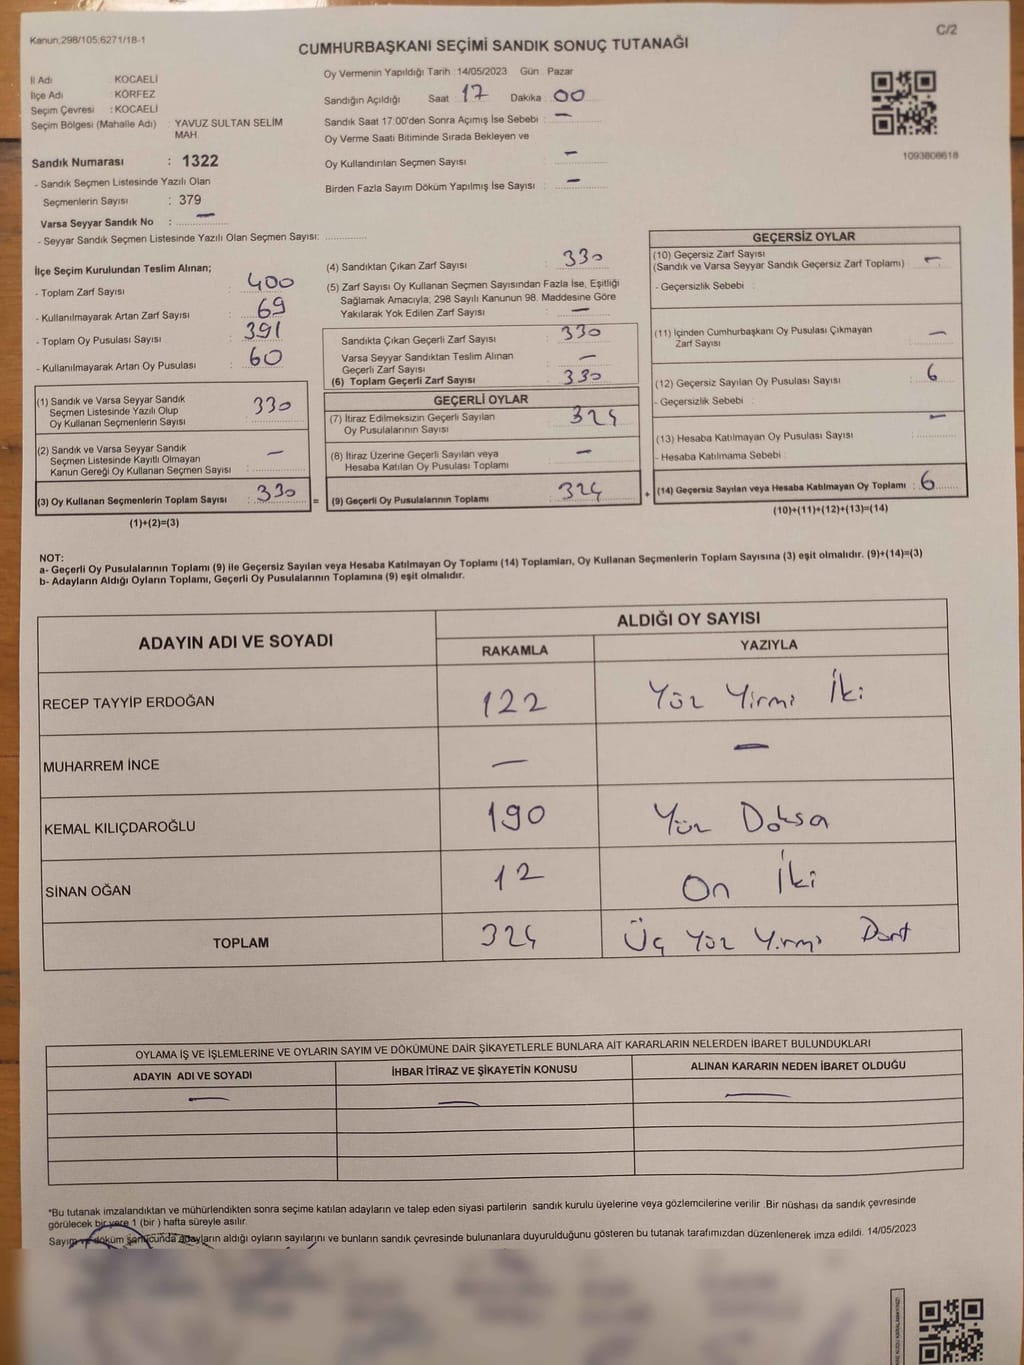 Kanun:298/105;6271/18-1
C/2
CUMHURBAŞKANI SEÇİMİ SANDIK SONUÇ TUTANAĞI
İl Adı : KOCAELİ
İlçe Adı : KÖRFEZ
Seçim Çevresi : KOCAELİ
Seçim Bölgesi (Mahalle Adı) : YAVUZ SULTAN SELİM
MAH.
Sandık Numarası : 1322
- Sandık Seçmen Listesinde Yazılı Olan
Seçmenlerin Sayısı : 379
Varsa Seyyar Sandık No : —
- Seyyar Sandık Seçmen Listesinde Yazılı Olan Seçmen Sayısı: ..............
Oy Vermenin Yapıldığı Tarih :14/05/2023 Gün : Pazar
Sandığın Açıldığı Saat : 17 Dakika : 00
Sandık Saat 17:00'den Sonra Açımış İse Sebebi : —
Oy Verme Saati Bitiminde Sırada Bekleyen ve
Oy Kullandırılan Seçmen Sayısı : —
Birden Fazla Sayım Döküm Yapılmış İse Sayısı : —
1093808618
İlçe Seçim Kurulundan Teslim Alınan;
- Toplam Zarf Sayısı : 400
- Kullanılmayarak Artan Zarf Sayısı : 69
- Toplam Oy Pusulası Sayısı : 391
- Kullanılmayarak Artan Oy Pusulası : 60
(1) Sandık ve Varsa Seyyar Sandık
Seçmen Listesinde Yazılı Olup
Oy Kullanan Seçmenlerin Sayısı : 330
(2) Sandık ve Varsa Seyyar Sandık
Seçmen Listesinde Kayıtlı Olmayan
Kanun Gereği Oy Kullanan Seçmen Sayısı : —
(3) Oy Kullanan Seçmenlerin Toplam Sayısı : 330 =
(1)+(2)=(3)
(4) Sandıktan Çıkan Zarf Sayısı : 330
(5) Zarf Sayısı Oy Kullanan Seçmen Sayısından Fazla İse, Eşitliği
Sağlamak Amacıyla; 298 Sayılı Kanunun 98. Maddesine Göre
Yakılarak Yok Edilen Zarf Sayısı : —
Sandıkta Çıkan Geçerli Zarf Sayısı : 330
Varsa Seyyar Sandıktan Teslim Alınan
Geçerli Zarf Sayısı : —
(6) Toplam Geçerli Zarf Sayısı : 330
GEÇERLİ OYLAR
(7) İtiraz Edilmeksizin Geçerli Sayılan
Oy Pusulalarının Sayısı : 324
(8) İtiraz Üzerine Geçerli Sayılan veya
Hesaba Katılan Oy Pusulası Toplamı : —
(9) Geçerli Oy Pusulalarının Toplamı : 324 +
GEÇERSİZ OYLAR
(10) Geçersiz Zarf Sayısı
(Sandık ve Varsa Seyyar Sandık Geçersiz Zarf Toplamı) : —
- Geçersizlik Sebebi :
(11) İçinden Cumhurbaşkanı Oy Pusulası Çıkmayan
Zarf Sayısı : —
(12) Geçersiz Sayılan Oy Pusulası Sayısı : 6
- Geçersizlik Sebebi :
(13) Hesaba Katılmayan Oy Pusulası Sayısı : —
- Hesaba Katılmama Sebebi :
(14) Geçersiz Sayılan veya Hesaba Katılmayan Oy Toplamı : 6
(10)+(11)+(12)+(13)=(14)
NOT:
a- Geçerli Oy Pusulalarının Toplamı (9) ile Geçersiz Sayılan veya Hesaba Katılmayan Oy Toplamı (14) Toplamları, Oy Kullanan Seçmenlerin Toplam Sayısına (3) eşit olmalıdır. (9)+(14)=(3)
b- Adayların Aldığı Oyların Toplamı, Geçerli Oy Pusulalarının Toplamına (9) eşit olmalıdır.
ADAYIN ADI VE SOYADI
ALDIĞI OY SAYISI
RAKAMLA YAZIYLA
RECEP TAYYİP ERDOĞAN 122 Yüz Yirmi İki
MUHARREM İNCE — —
KEMAL KILIÇDAROĞLU 190 Yüz Doksa
SİNAN OĞAN 12 On İki
TOPLAM 324 Üç Yüz Yirmi Dört
OYLAMA İŞ VE İŞLEMLERİNE VE OYLARIN SAYIM VE DÖKÜMÜNE DAİR ŞİKAYETLERLE BUNLARA AİT KARARLARIN NELERDEN İBARET BULUNDUKLARI
ADAYIN ADI VE SOYADI İHBAR İTİRAZ VE ŞİKAYETİN KONUSU ALINAN KARARIN NEDEN İBARET OLDUĞU
— — —
*Bu tutanak imzalandıktan ve mühürlendikten sonra seçime katılan adayların ve talep eden siyasi partilerin sandık kurulu üyelerine veya gözlemcilerine verilir .Bir nüshası da sandık çevresinde
görülecek bir yere 1 (bir ) hafta süreyle asılır.
Sayım ve döküm sonucunda adayların aldığı oyların sayılarını ve bunların sandık çevresinde bulunanlara duyurulduğunu gösteren bu tutanak tarafımızdan düzenlenerek imza edildi. 14/05/2023